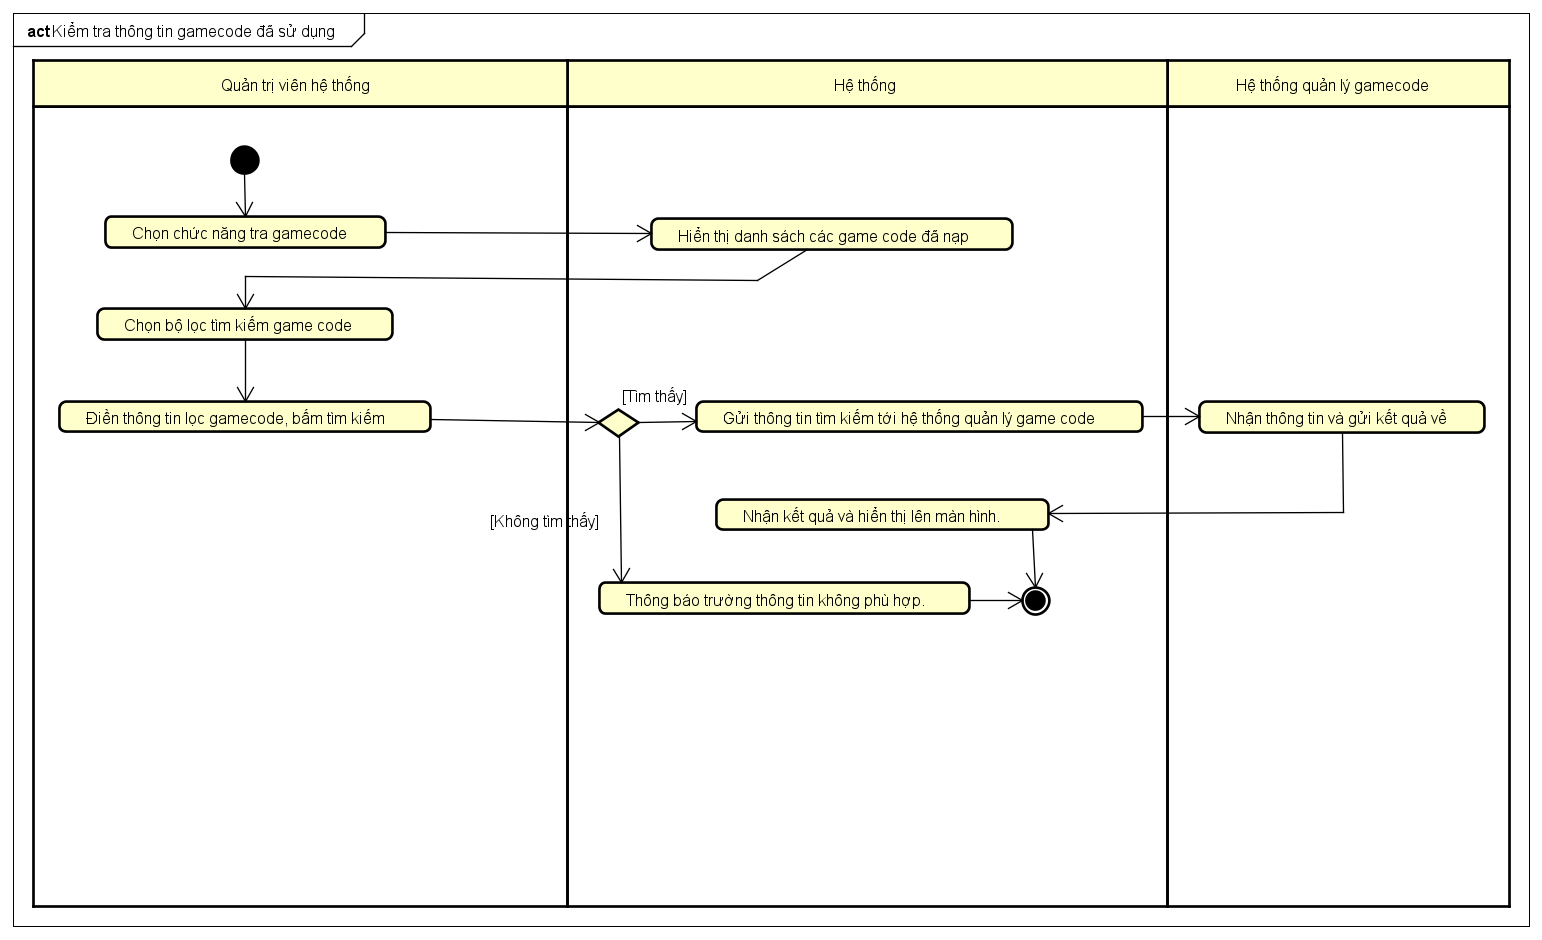 act Kiểm tra thông tin gamecode đã sử dụng
Quản trị viên hệ thống
Hệ thống
Hệ thống quản lý gamecode
Chọn chức năng tra gamecode
Hiển thị danh sách các game code đã nạp
Chọn bộ lọc tìm kiếm game code
[Tìm thấy]
Điền thông tin lọc gamecode, bấm tìm kiếm
Gửi thông tin tìm kiếm tới hệ thống quản lý game code
Nhận thông tin và gửi kết quả về
[Không tìm thấy]
Nhận kết quả và hiển thị lên màn hình.
Thông báo trường thông tin không phù hợp.